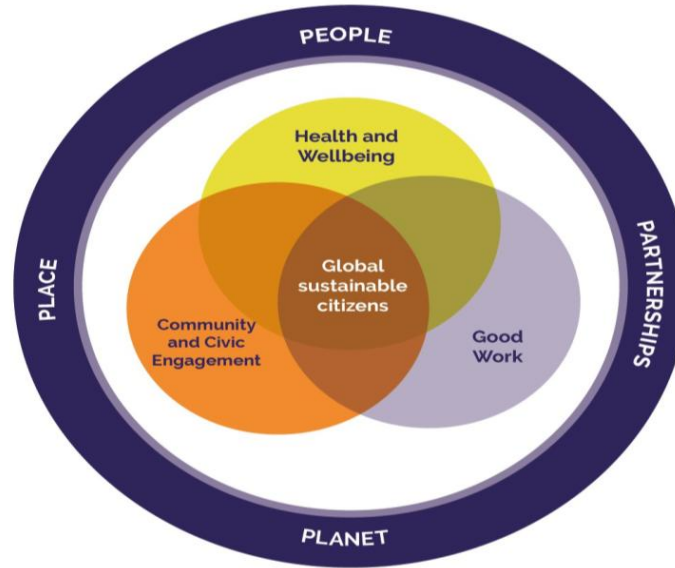 PEOPLE
Health and
Wellbeing
PLACE
PARTNERSHIPS
Global
sustainable
citizens
Community
and Civic
Engagement
Good
Work
PLANET